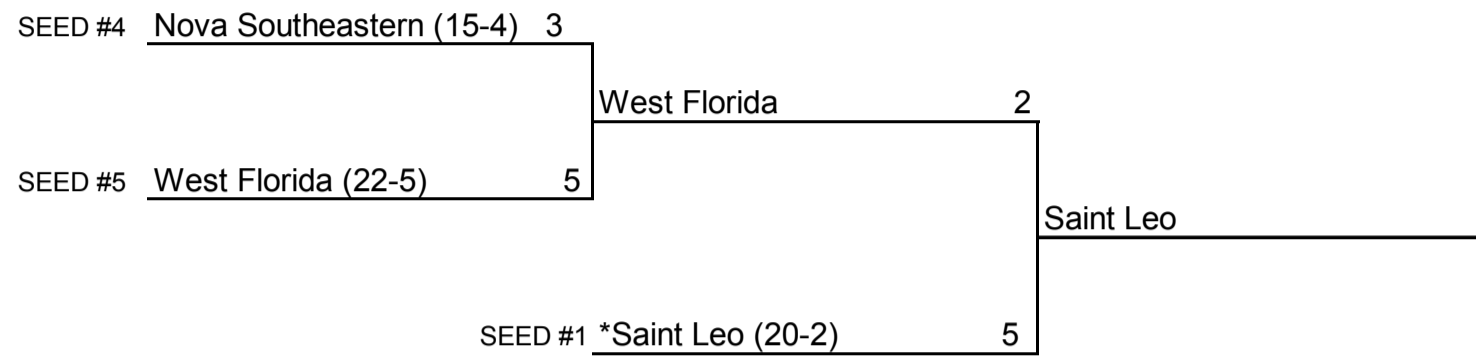 SEED #4 Nova Southeastern (15-4) 3
West Florida 2
SEED #5 West Florida (22-5) 5
Saint Leo
SEED #1 *Saint Leo (20-2) 5